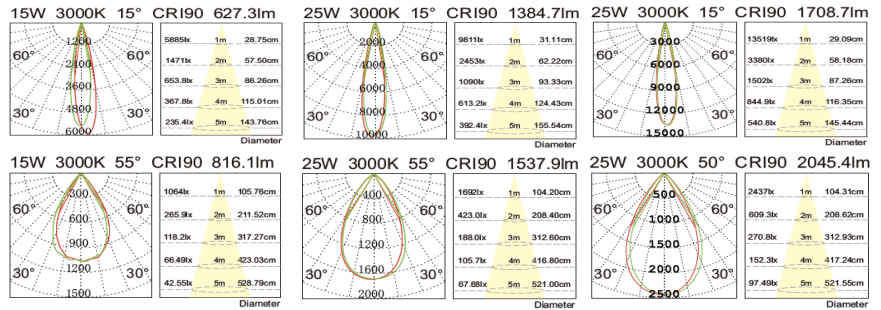 15W 3000K 15° CRI90 627.3lm
1200
2400
3600
4800
6000
60° 60°
30° 30°
5885lx 1m 28.75cm
1471lx 2m 57.50cm
653.8lx 3m 86.26cm
367.8lx 4m 115.01cm
235.4lx 5m 143.76cm
Diameter
25W 3000K 15° CRI90 1384.7lm
2000
4000
6000
8000
10000
60° 60°
30° 30°
9811lx 1m 31.11cm
2453lx 2m 62.22cm
1090lx 3m 93.33cm
613.2lx 4m 124.43cm
392.4lx 5m 155.54cm
Diameter
25W 3000K 15° CRI90 1708.7lm
3000
6000
9000
12000
15000
60° 60°
30° 30°
13519lx 1m 29.09cm
3380lx 2m 58.18cm
1502lx 3m 87.26cm
844.9lx 4m 116.35cm
540.8lx 5m 145.44cm
Diameter
15W 3000K 55° CRI90 816.1lm
300
600
900
1200
1500
60° 60°
30° 30°
1064lx 1m 105.76cm
265.9lx 2m 211.52cm
118.2lx 3m 317.27cm
66.49lx 4m 423.03cm
42.55lx 5m 528.79cm
Diameter
25W 3000K 55° CRI90 1537.9lm
400
800
1200
1600
2000
60° 60°
30° 30°
1692lx 1m 104.20cm
423.0lx 2m 208.40cm
188.0lx 3m 312.60cm
105.7lx 4m 416.80cm
67.68lx 5m 521.00cm
Diameter
25W 3000K 50° CRI90 2045.4lm
500
1000
1500
2000
2500
60° 60°
30° 30°
2437lx 1m 104.31cm
609.3lx 2m 208.62cm
270.8lx 3m 312.93cm
152.3lx 4m 417.24cm
97.49lx 5m 521.55cm
Diameter